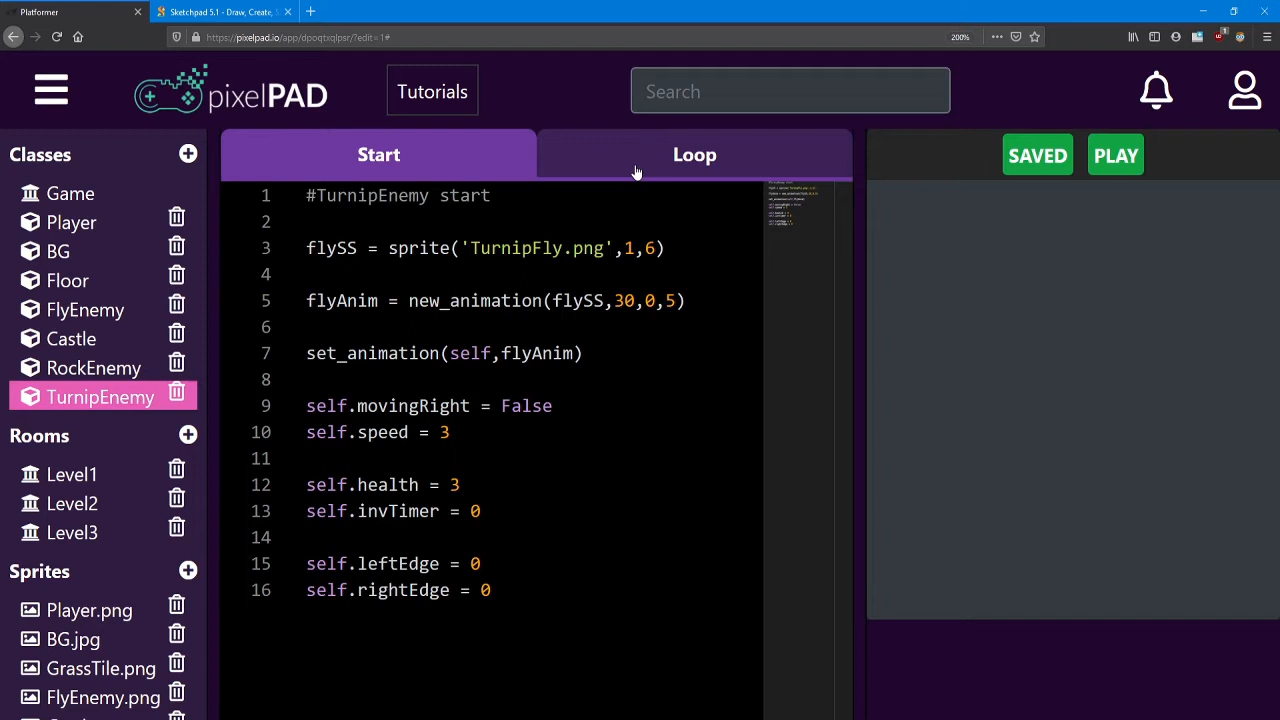 Platformer
Sketchpad 5.1 - Draw, Create, S
https://pixelpad.io/app/dpoqtxqlpsr/?edit=1#
200%
pixelPAD
Tutorials
Search
Classes
Game
Player
BG
Floor
FlyEnemy
Castle
RockEnemy
TurnipEnemy
Rooms
Level1
Level2
Level3
Sprites
Player.png
BG.jpg
GrassTile.png
FlyEnemy.png
Start
Loop
SAVED
PLAY
1 #TurnipEnemy start
2
3 flySS = sprite('TurnipFly.png',1,6)
4
5 flyAnim = new_animation(flySS,30,0,5)
6
7 set_animation(self,flyAnim)
8
9 self.movingRight = False
10 self.speed = 3
11
12 self.health = 3
13 self.invTimer = 0
14
15 self.leftEdge = 0
16 self.rightEdge = 0